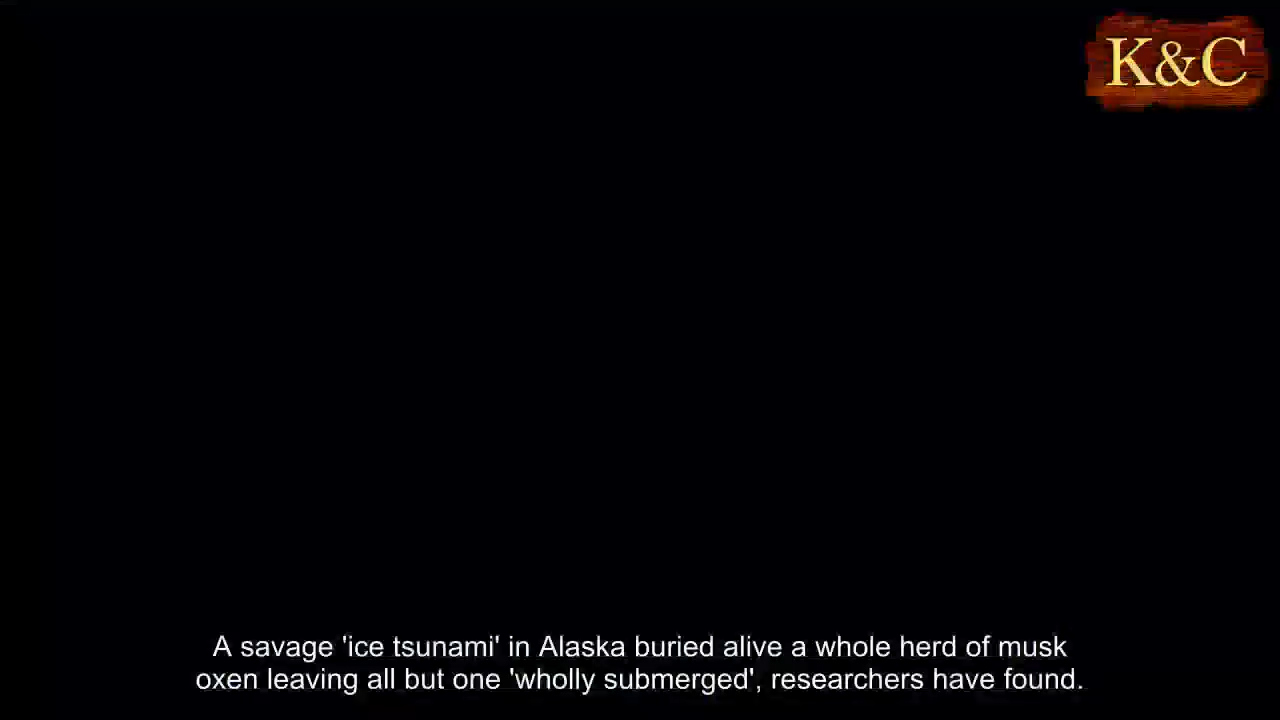 K&C
A savage 'ice tsunami' in Alaska buried alive a whole herd of musk
oxen leaving all but one 'wholly submerged', researchers have found.